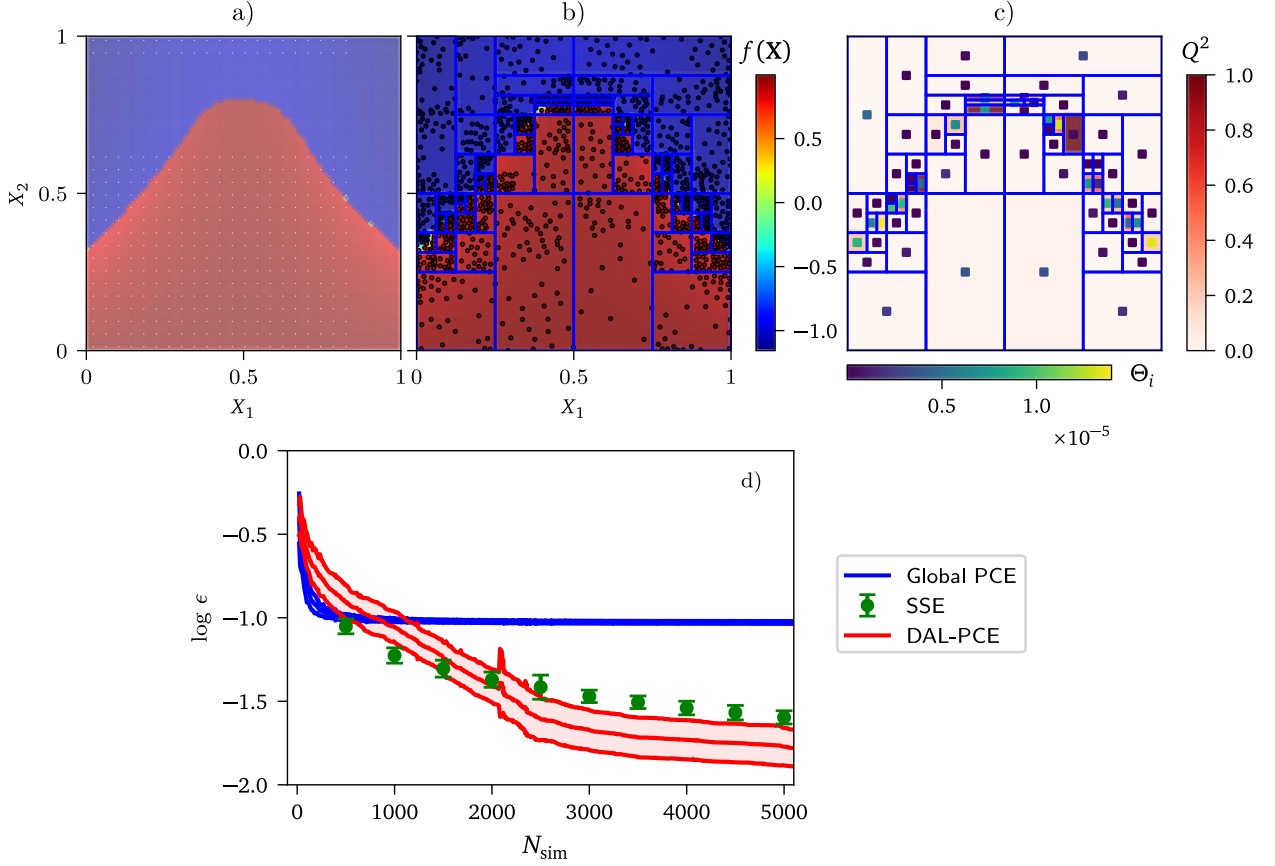 a)
b)
c)
1
X₂
0.5
0
0
0.5
1
X₁
0
0.5
1
X₁
f(X)
0.5
0.0
−0.5
−1.0
Q²
1.0
0.8
0.6
0.4
0.2
0.0
Θᵢ
0.5
1.0
×10⁻⁵
d)
log ϵ
0.0
−0.5
−1.0
−1.5
−2.0
0
1000
2000
3000
4000
5000
N_sim
Global PCE
SSE
DAL-PCE